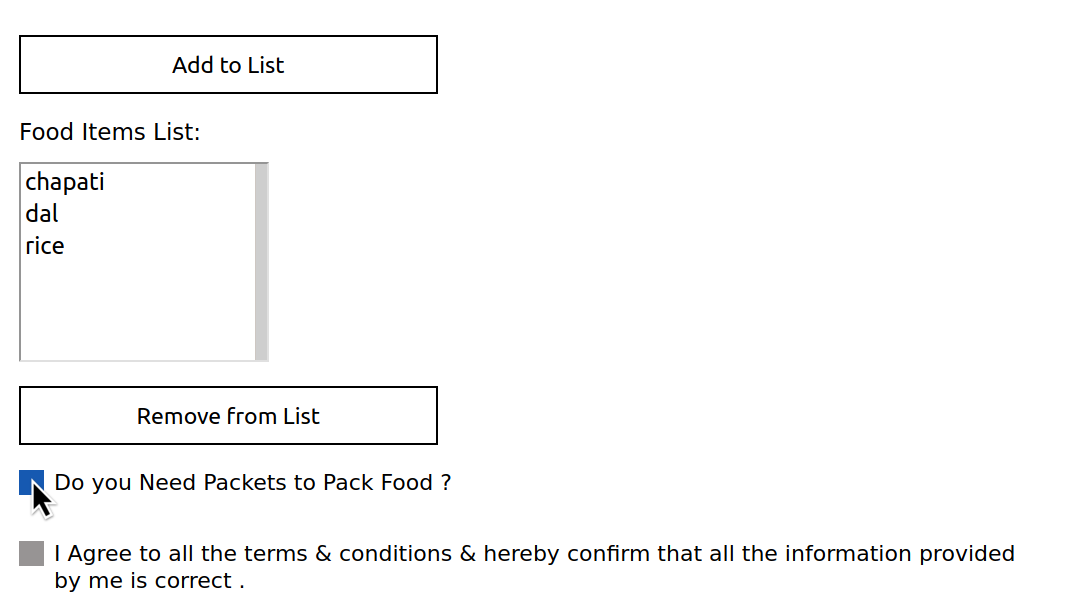 Add to List
Food Items List:
chapati
dal
rice
Remove from List
Do you Need Packets to Pack Food ?
I Agree to all the terms & conditions & hereby confirm that all the information provided
by me is correct .